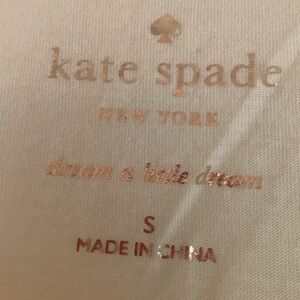 kate spade
NEW YORK
dream a little dream
S
MADE IN CHINA